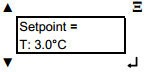 Setpoint =
T: 3.0°C